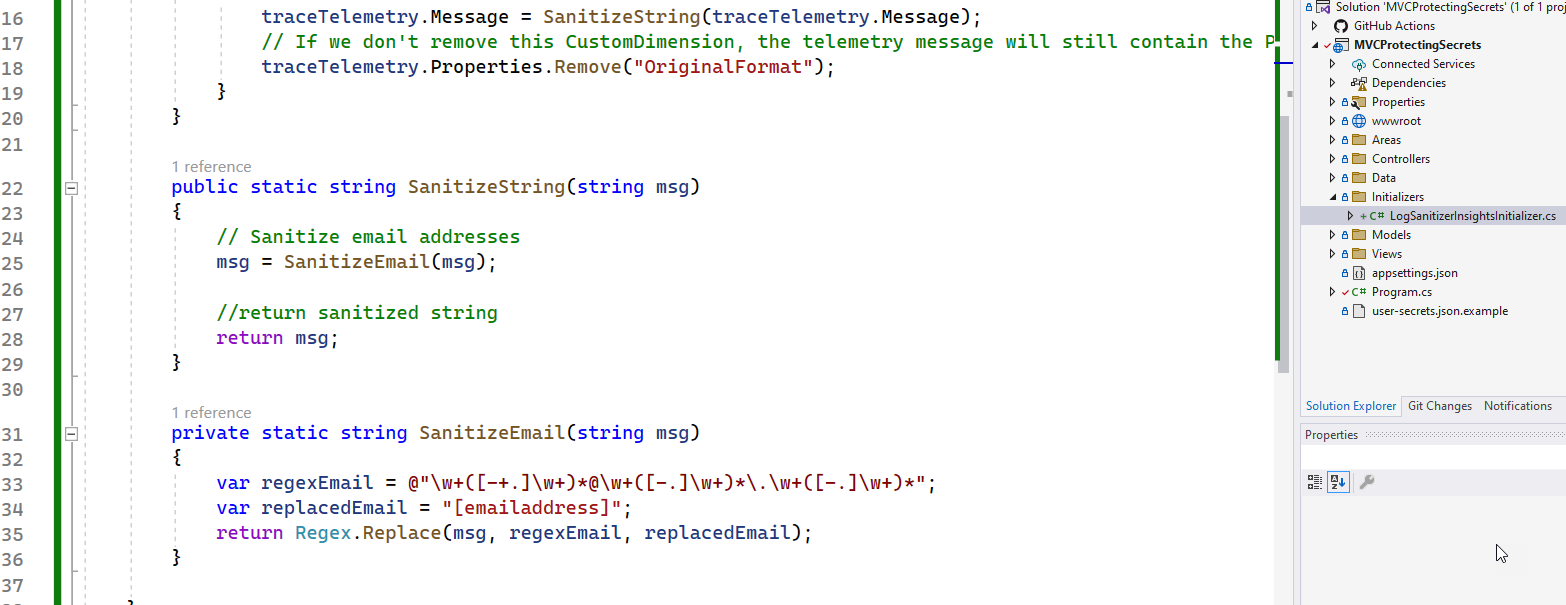 16 traceTelemetry.Message = SanitizeString(traceTelemetry.Message);
17 // If we don't remove this CustomDimension, the telemetry message will still contain the P
18 traceTelemetry.Properties.Remove("OriginalFormat");
19 }
20 }
21
1 reference
22 public static string SanitizeString(string msg)
23 {
24 // Sanitize email addresses
25 msg = SanitizeEmail(msg);
26
27 //return sanitized string
28 return msg;
29 }
30
1 reference
31 private static string SanitizeEmail(string msg)
32 {
33 var regexEmail = @"\w+([-+.]\w+)*@\w+([-.]\w+)*\.\w+([-.]\w+)*";
34 var replacedEmail = "[emailaddress]";
35 return Regex.Replace(msg, regexEmail, replacedEmail);
36 }
37
Solution 'MVCProtectingSecrets' (1 of 1 proj
GitHub Actions
MVCProtectingSecrets
Connected Services
Dependencies
Properties
wwwroot
Areas
Controllers
Data
Initializers
+ C# LogSanitizerInsightsInitializer.cs
Models
Views
appsettings.json
C# Program.cs
user-secrets.json.example
Solution Explorer Git Changes Notifications
Properties